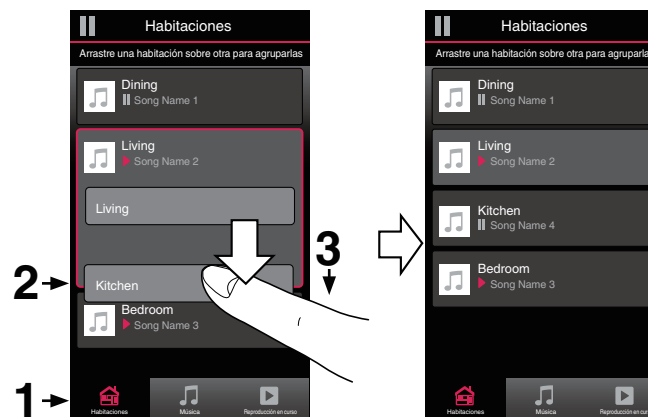 Habitaciones
Arrastre una habitación sobre otra para agruparlas
Dining
Song Name 1
Living
Song Name 2
Living
Kitchen
Bedroom
Song Name 3
Habitaciones
Música
Reproducción en curso
1
2
3
Habitaciones
Arrastre una habitación sobre otra para agruparla
Dining
Song Name 1
Living
Song Name 2
Kitchen
Song Name 4
Bedroom
Song Name 3
Habitaciones
Música
Reproducción en cur